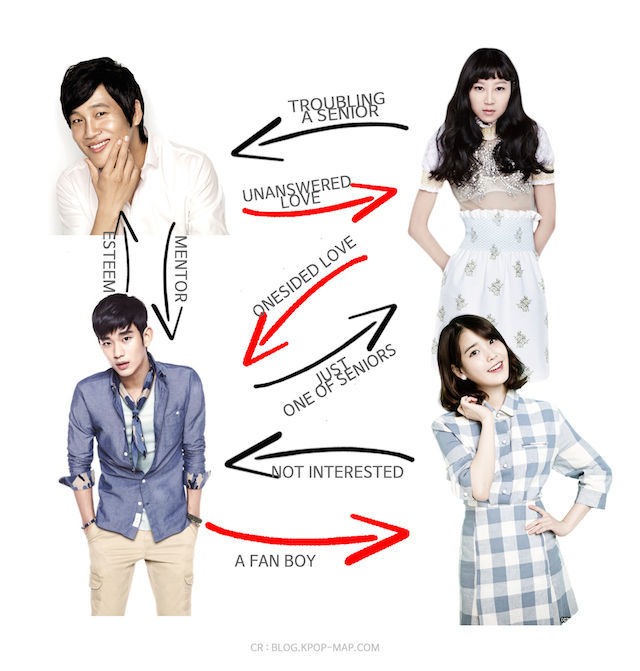 TROUBLING
A SENIOR
UNANSWERED
LOVE
ESTEEM
MENTOR
ONESIDED LOVE
JUST
ONE OF SENIORS
NOT INTERESTED
A FAN BOY
CR : BLOG.KPOP-MAP.COM